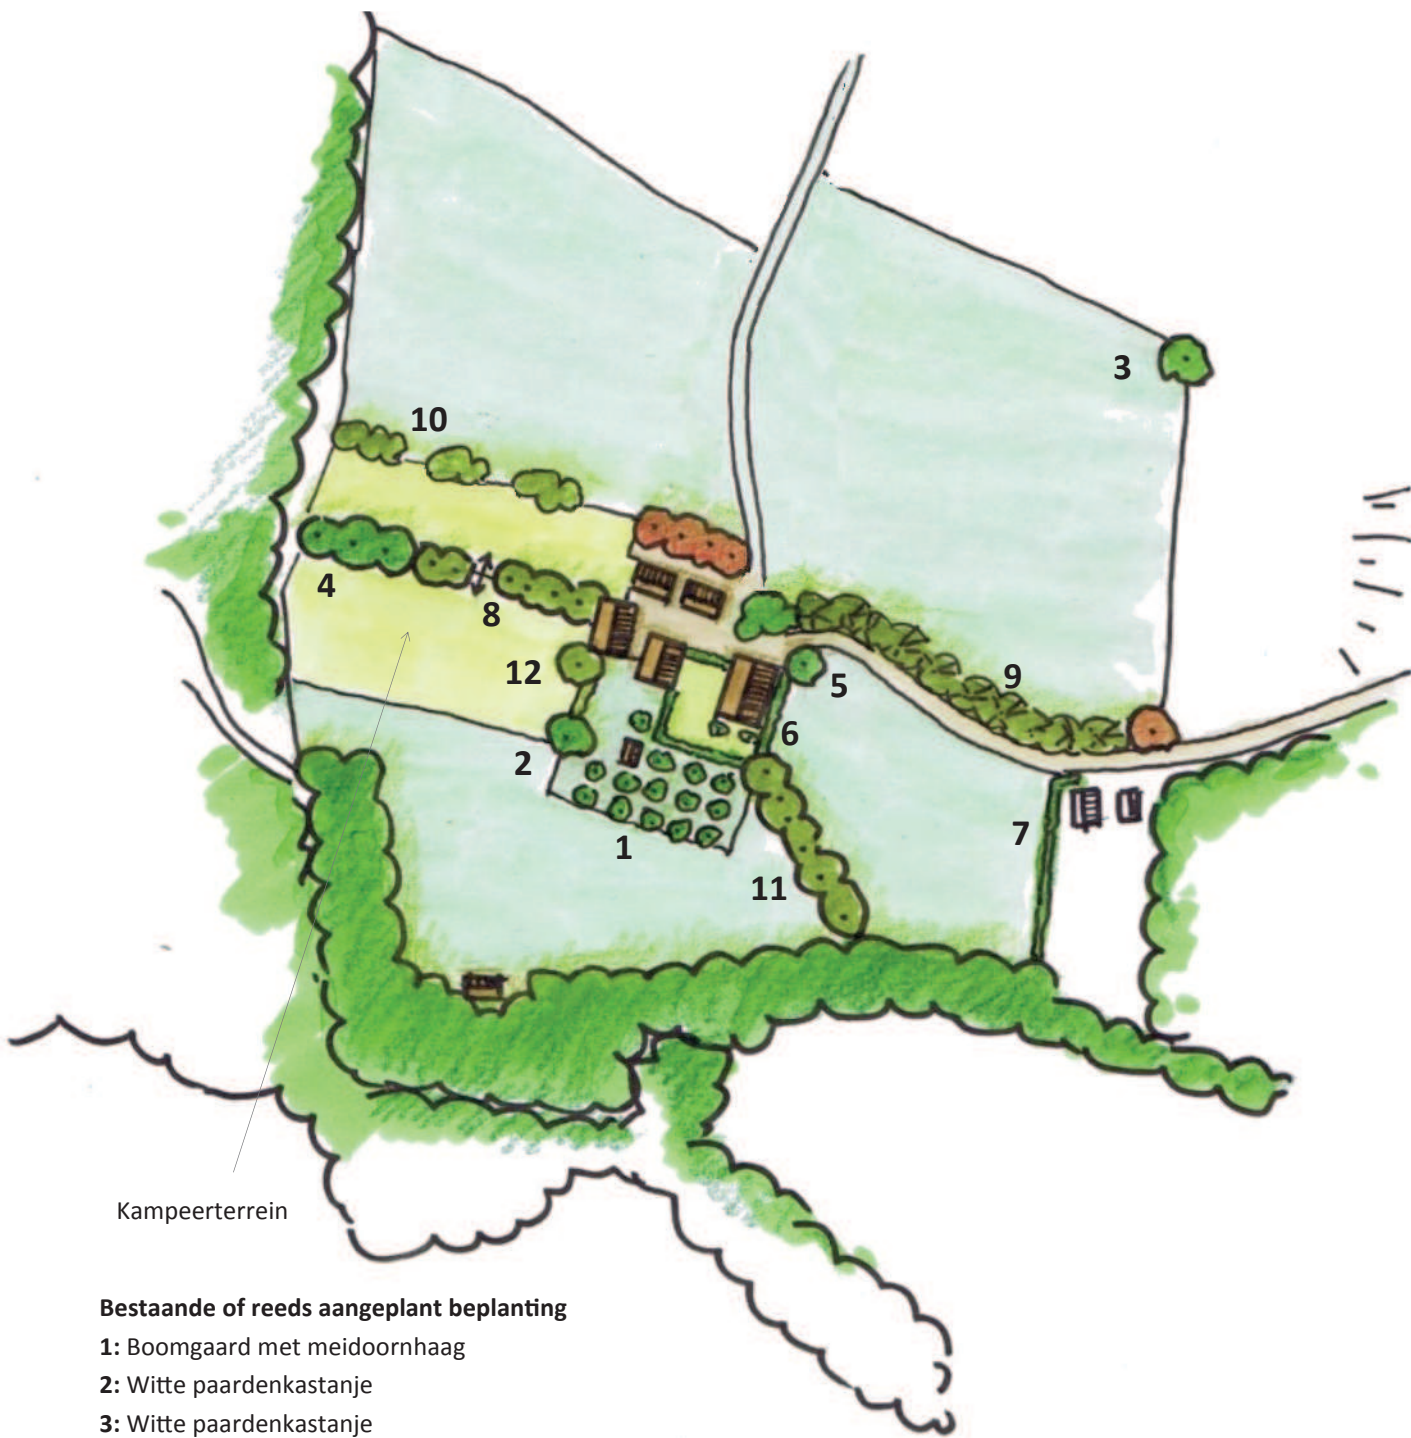 3
10
4
8
12
5
9
2
6
7
1
11
Kampeerterrein
Bestaande of reeds aangeplant beplanting
1: Boomgaard met meidoornhaag
2: Witte paardenkastanje
3: Witte paardenkastanje